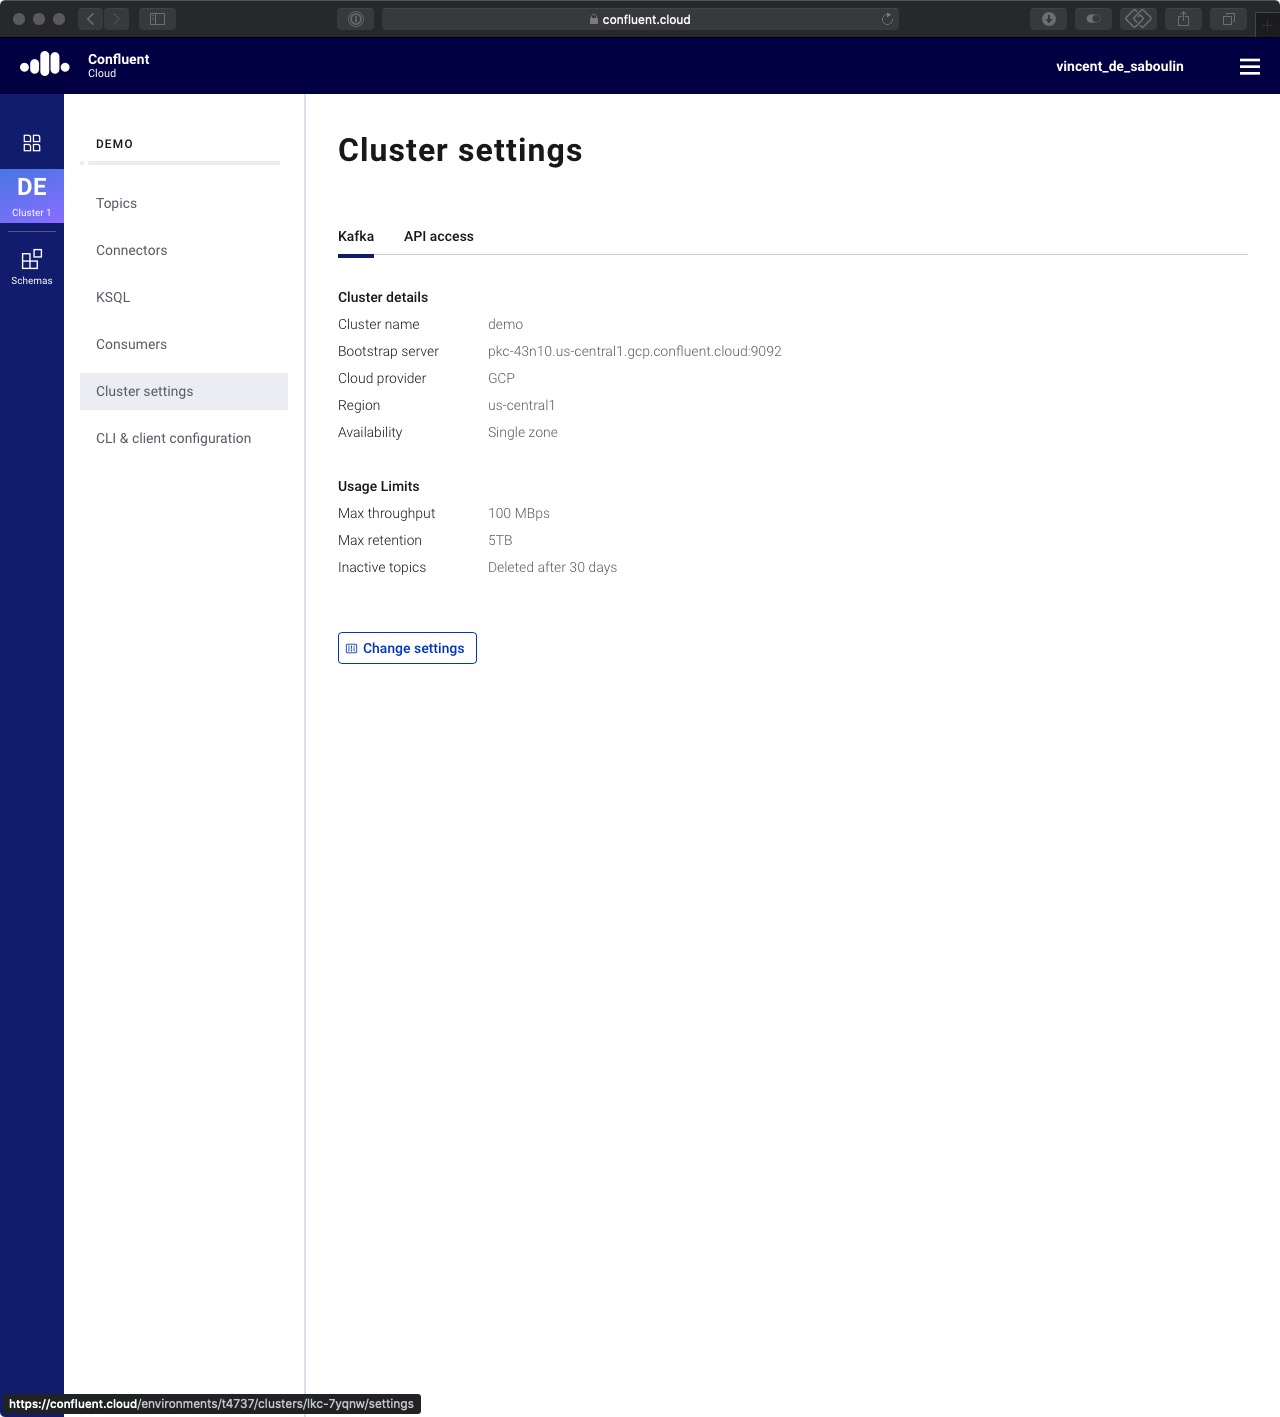 confluent.cloud
Confluent
Cloud
vincent_de_saboulin
DE
Cluster 1
Schemas
DEMO
Topics
Connectors
KSQL
Consumers
Cluster settings
CLI & client configuration
Cluster settings
Kafka API access
Cluster details
Cluster name demo
Bootstrap server pkc-43n10.us-central1.gcp.confluent.cloud:9092
Cloud provider GCP
Region us-central1
Availability Single zone
Usage Limits
Max throughput 100 MBps
Max retention 5TB
Inactive topics Deleted after 30 days
Change settings
https://confluent.cloud/environments/t4737/clusters/lkc-7yqnw/settings